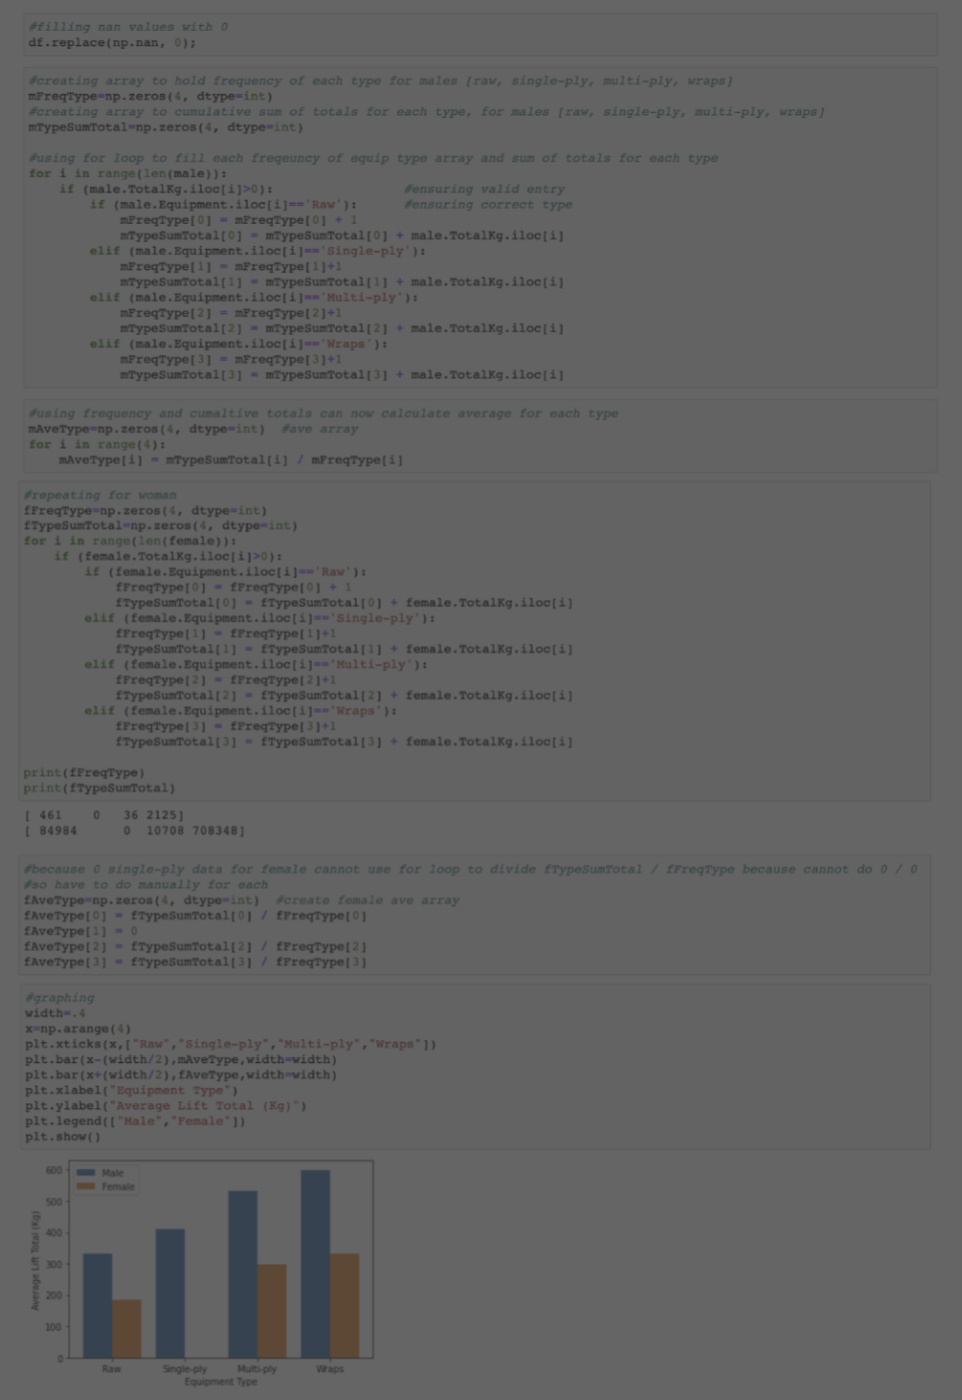 #filling nan values with 0
df.replace(np.nan, 0);
#creating array to hold frequency of each type for males [raw, single-ply, multi-ply, wraps]
mFreqType=np.zeros(4, dtype=int)
#creating array to cumulative sum of totals for each type, for males [raw, single-ply, multi-ply, wraps]
mTypeSumTotal=np.zeros(4, dtype=int)
#using for loop to fill each freqeuncy of equip type array and sum of totals for each type
for i in range(len(male)):
    if (male.TotalKg.iloc[i]>0):                 #ensuring valid entry
        if (male.Equipment.iloc[i]=='Raw'):      #ensuring correct type
            mFreqType[0] = mFreqType[0] + 1
            mTypeSumTotal[0] = mTypeSumTotal[0] + male.TotalKg.iloc[i]
        elif (male.Equipment.iloc[i]=='Single-ply'):
            mFreqType[1] = mFreqType[1]+1
            mTypeSumTotal[1] = mTypeSumTotal[1] + male.TotalKg.iloc[i]
        elif (male.Equipment.iloc[i]=='Multi-ply'):
            mFreqType[2] = mFreqType[2]+1
            mTypeSumTotal[2] = mTypeSumTotal[2] + male.TotalKg.iloc[i]
        elif (male.Equipment.iloc[i]=='Wraps'):
            mFreqType[3] = mFreqType[3]+1
            mTypeSumTotal[3] = mTypeSumTotal[3] + male.TotalKg.iloc[i]
#using frequency and cumaltive totals can now calculate average for each type
mAveType=np.zeros(4, dtype=int)  #ave array
for i in range(4):
    mAveType[i] = mTypeSumTotal[i] / mFreqType[i]
#repeating for woman
fFreqType=np.zeros(4, dtype=int)
fTypeSumTotal=np.zeros(4, dtype=int)
for i in range(len(female)):
    if (female.TotalKg.iloc[i]>0):
        if (female.Equipment.iloc[i]=='Raw'):
            fFreqType[0] = fFreqType[0] + 1
            fTypeSumTotal[0] = fTypeSumTotal[0] + female.TotalKg.iloc[i]
        elif (female.Equipment.iloc[i]=='Single-ply'):
            fFreqType[1] = fFreqType[1]+1
            fTypeSumTotal[1] = fTypeSumTotal[1] + female.TotalKg.iloc[i]
        elif (female.Equipment.iloc[i]=='Multi-ply'):
            fFreqType[2] = fFreqType[2]+1
            fTypeSumTotal[2] = fTypeSumTotal[2] + female.TotalKg.iloc[i]
        elif (female.Equipment.iloc[i]=='Wraps'):
            fFreqType[3] = fFreqType[3]+1
            fTypeSumTotal[3] = fTypeSumTotal[3] + female.TotalKg.iloc[i]
print(fFreqType)
print(fTypeSumTotal)
[ 461    0   36 2125]
[ 84984      0  10708 708348]
#because 0 single-ply data for female cannot use for loop to divide fTypeSumTotal / fFreqType because cannot do 0 / 0
#so have to do manually for each
fAveType=np.zeros(4, dtype=int)  #create female ave array
fAveType[0] = fTypeSumTotal[0] / fFreqType[0]
fAveType[1] = 0
fAveType[2] = fTypeSumTotal[2] / fFreqType[2]
fAveType[3] = fTypeSumTotal[3] / fFreqType[3]
#graphing
width=.4
x=np.arange(4)
plt.xticks(x,["Raw","Single-ply","Multi-ply","Wraps"])
plt.bar(x-(width/2),mAveType,width=width)
plt.bar(x+(width/2),fAveType,width=width)
plt.xlabel("Equipment Type")
plt.ylabel("Average Lift Total (Kg)")
plt.legend(["Male","Female"])
plt.show()
Average Lift Total (Kg)
600
500
400
300
200
100
0
Male
Female
Raw Single-ply Multi-ply Wraps
Equipment Type